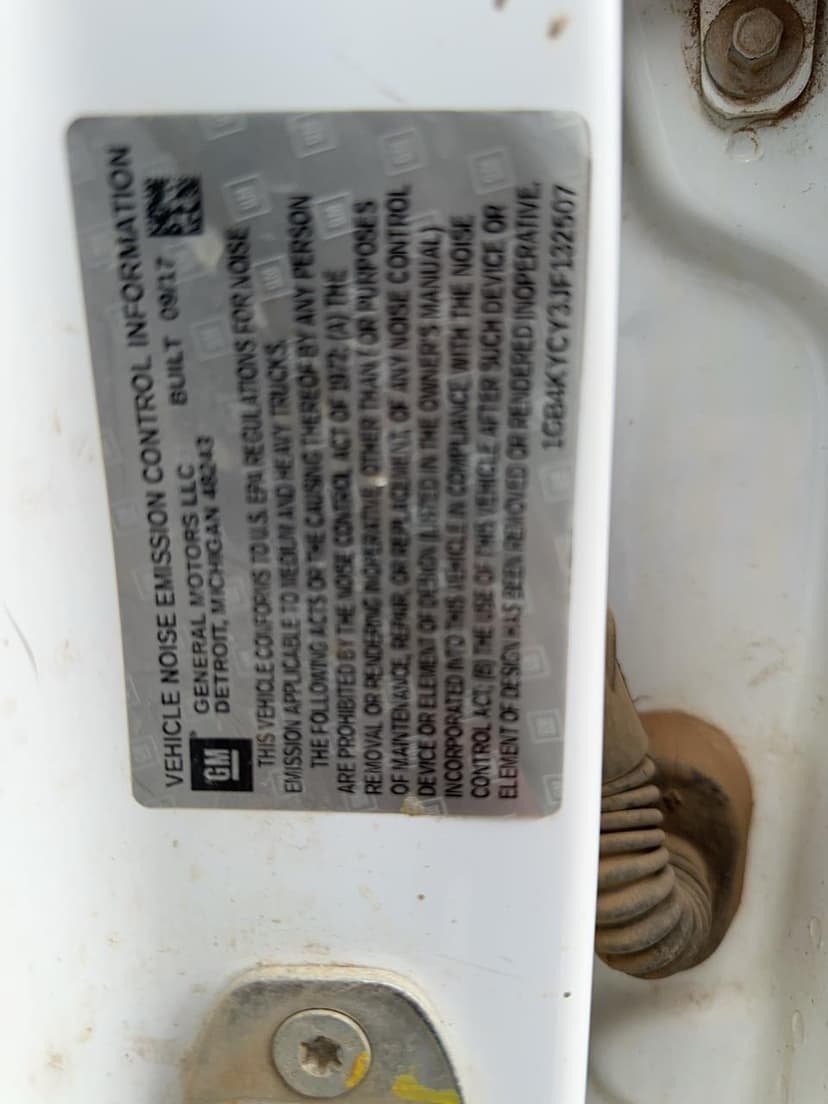 VEHICLE NOISE EMISSION CONTROL INFORMATION
GM
GENERAL MOTORS LLC
DETROIT, MICHIGAN 48243
BUILT 09/17
THIS VEHICLE CONFORMS TO U.S. EPA REGULATIONS FOR NOISE
EMISSION APPLICABLE TO MEDIUM AND HEAVY TRUCKS.
THE FOLLOWING ACTS OR THE CAUSING THEREOF BY ANY PERSON
ARE PROHIBITED BY THE NOISE CONTROL ACT OF 1972: (A) THE
REMOVAL OR RENDERING INOPERATIVE, OTHER THAN FOR PURPOSES
OF MAINTENANCE, REPAIR, OR REPLACEMENT, OF ANY NOISE CONTROL
DEVICE OR ELEMENT OF DESIGN (LISTED IN THE OWNER'S MANUAL)
INCORPORATED INTO THIS VEHICLE IN COMPLIANCE WITH THE NOISE
CONTROL ACT; (B) THE USE OF THIS VEHICLE AFTER SUCH DEVICE OR
ELEMENT OF DESIGN HAS BEEN REMOVED OR RENDERED INOPERATIVE.
1GB4KYCY3JF132507